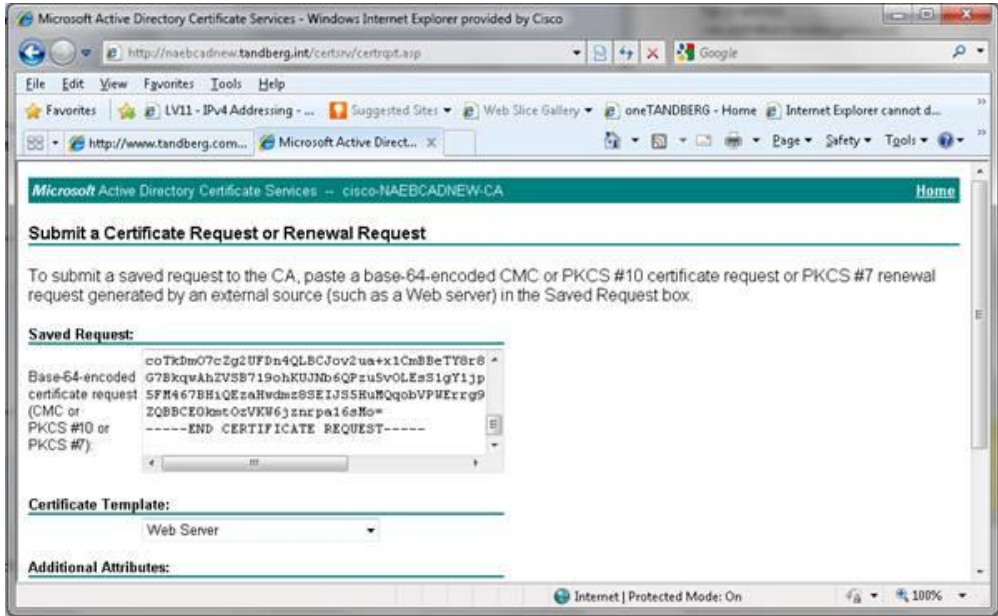 Microsoft Active Directory Certificate Services - Windows Internet Explorer provided by Cisco
http://naebcadnew.tandberg.int/certsrv/certrqxt.asp
Google
File Edit View Favorites Tools Help
Favorites LV11 - IPv4 Addressing - ... Suggested Sites Web Slice Gallery oneTANDBERG - Home Internet Explorer cannot d...
http://www.tandberg.com... Microsoft Active Direct... Page Safety Tools
Microsoft Active Directory Certificate Services -- cisco-NAEBCADNEW-CA Home
Submit a Certificate Request or Renewal Request
To submit a saved request to the CA, paste a base-64-encoded CMC or PKCS #10 certificate request or PKCS #7 renewal
request generated by an external source (such as a Web server) in the Saved Request box.
Saved Request:
Base-64-encoded
certificate request
(CMC or
PKCS #10 or
PKCS #7):
-----END CERTIFICATE REQUEST-----
Certificate Template:
Web Server
Additional Attributes:
Internet | Protected Mode: On 100%